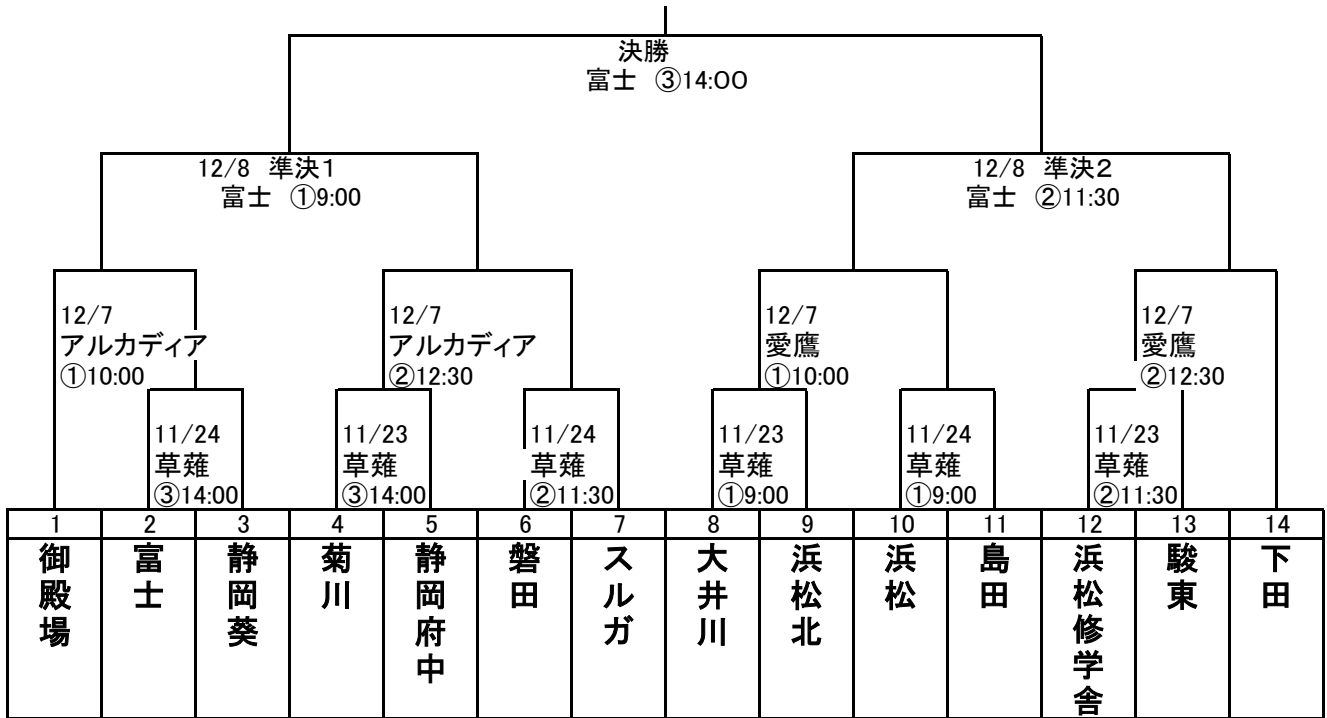 決勝
富士 ③14:00
12/8 準決1
富士 ①9:00
12/8 準決2
富士 ②11:30
12/7
アルカディア
①10:00
12/7
アルカディア
②12:30
12/7
愛鷹
①10:00
12/7
愛鷹
②12:30
11/24
草薙
③14:00
11/23
草薙
③14:00
11/24
草薙
②11:30
11/23
草薙
①9:00
11/24
草薙
①9:00
11/23
草薙
②11:30
1 2 3 4 5 6 7 8 9 10 11 12 13 14
御殿場
富士
静岡葵
菊川
静岡府中
磐田
スルガ
大井川
浜松北
浜松
島田
浜松修学舎
駿東
下田